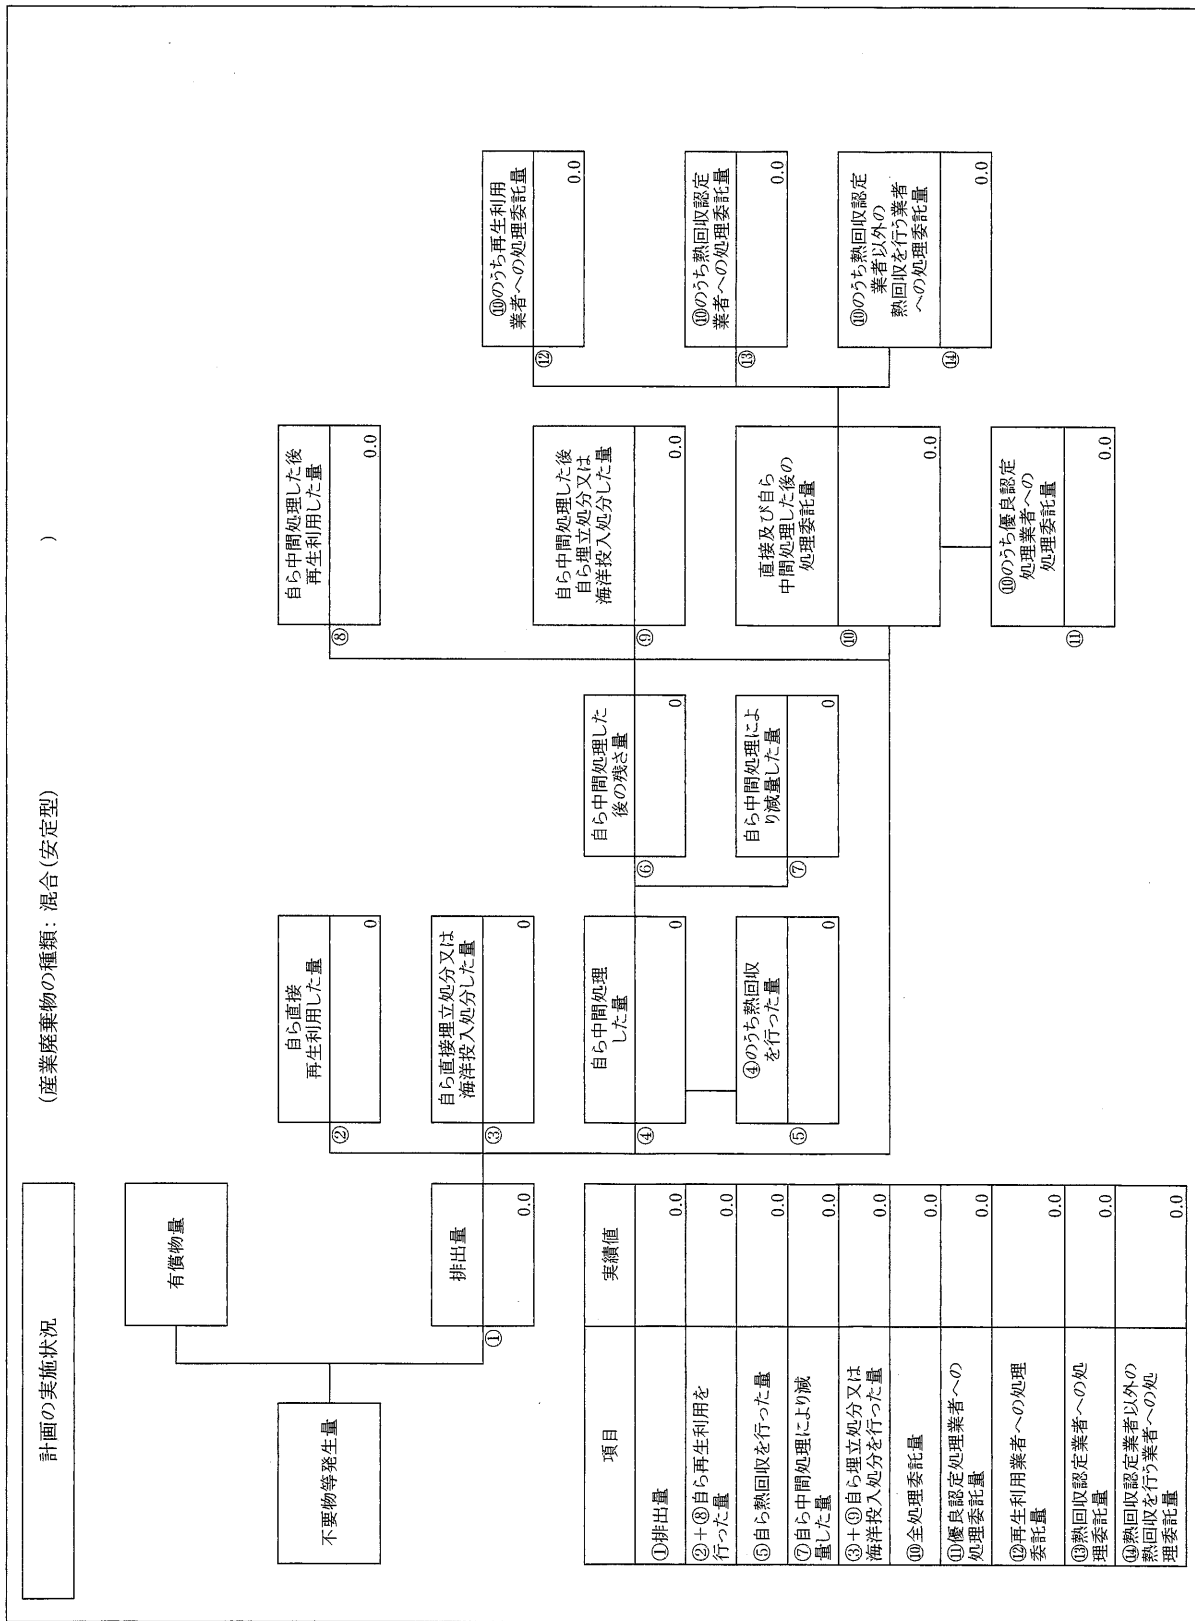 計画の実施状況
(産業廃棄物の種類: 混合(安定型) )
不要物等発生量
有償物量
①
排出量
0.0
②
自ら直接
再生利用した量
0
③
自ら直接埋立処分又は
海洋投入処分した量
0
④
自ら中間処理
した量
0
⑤
④のうち熱回収
を行った量
0
⑥
自ら中間処理した
後の残さ量
0
⑦
自ら中間処理によ
り減量した量
0
⑧
自ら中間処理した後
再生利用した量
0.0
⑨
自ら中間処理した後
自ら埋立処分又は
海洋投入処分した量
0.0
⑩
直接及び自ら
中間処理した後の
処理委託量
0.0
⑪
⑩のうち優良認定
処理業者への
処理委託量
0.0
⑫
⑩のうち再生利用
業者への処理委託量
0.0
⑬
⑩のうち熱回収認定
業者への処理委託量
0.0
⑭
⑩のうち熱回収認定
業者以外の
熱回収を行う業者
への処理委託量
0.0
項目 実績値
①排出量 0.0
②+⑧自ら再生利用を
行った量 0.0
⑤自ら熱回収を行った量 0.0
⑦自ら中間処理により減
量した量 0.0
③+⑨自ら埋立処分又は
海洋投入処分を行った量 0.0
⑩全処理委託量 0.0
⑪優良認定処理業者への
処理委託量 0.0
⑫再生利用業者への処理
委託量 0.0
⑬熱回収認定業者への処
理委託量 0.0
⑭熱回収認定業者以外の
熱回収を行う業者への処
理委託量 0.0